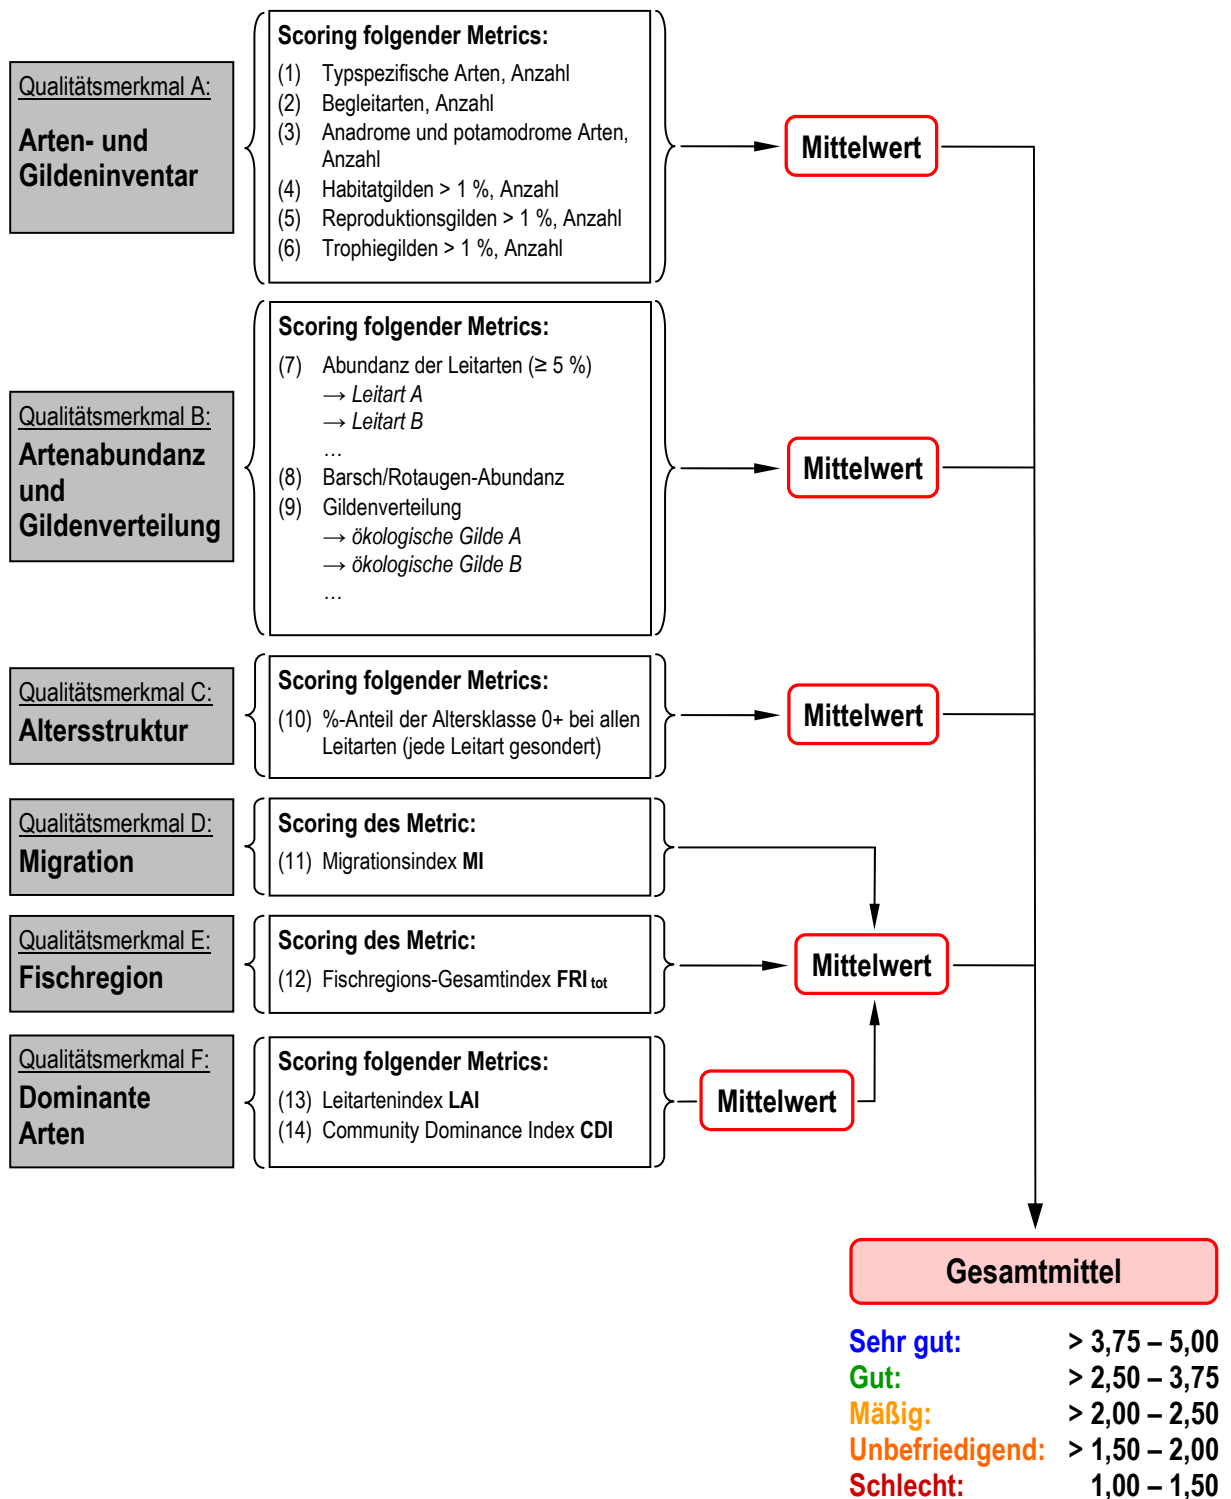 Qualitätsmerkmal A:
Arten- und
Gildeninventar
Scoring folgender Metrics:
(1) Typspezifische Arten, Anzahl
(2) Begleitarten, Anzahl
(3) Anadrome und potamodrome Arten,
Anzahl
(4) Habitatgilden > 1 %, Anzahl
(5) Reproduktionsgilden > 1 %, Anzahl
(6) Trophiegilden > 1 %, Anzahl
Mittelwert
Qualitätsmerkmal B:
Artenabundanz
und
Gildenverteilung
Scoring folgender Metrics:
(7) Abundanz der Leitarten (≥ 5 %)
→ Leitart A
→ Leitart B
…
(8) Barsch/Rotaugen-Abundanz
(9) Gildenverteilung
→ ökologische Gilde A
→ ökologische Gilde B
…
Mittelwert
Qualitätsmerkmal C:
Altersstruktur
Scoring folgender Metrics:
(10) %-Anteil der Altersklasse 0+ bei allen
Leitarten (jede Leitart gesondert)
Mittelwert
Qualitätsmerkmal D:
Migration
Scoring des Metric:
(11) Migrationsindex MI
Qualitätsmerkmal E:
Fischregion
Scoring des Metric:
(12) Fischregions-Gesamtindex FRI tot
Mittelwert
Qualitätsmerkmal F:
Dominante
Arten
Scoring folgender Metrics:
(13) Leitartenindex LAI
(14) Community Dominance Index CDI
Mittelwert
Gesamtmittel
Sehr gut: > 3,75 – 5,00
Gut: > 2,50 – 3,75
Mäßig: > 2,00 – 2,50
Unbefriedigend: > 1,50 – 2,00
Schlecht: 1,00 – 1,50